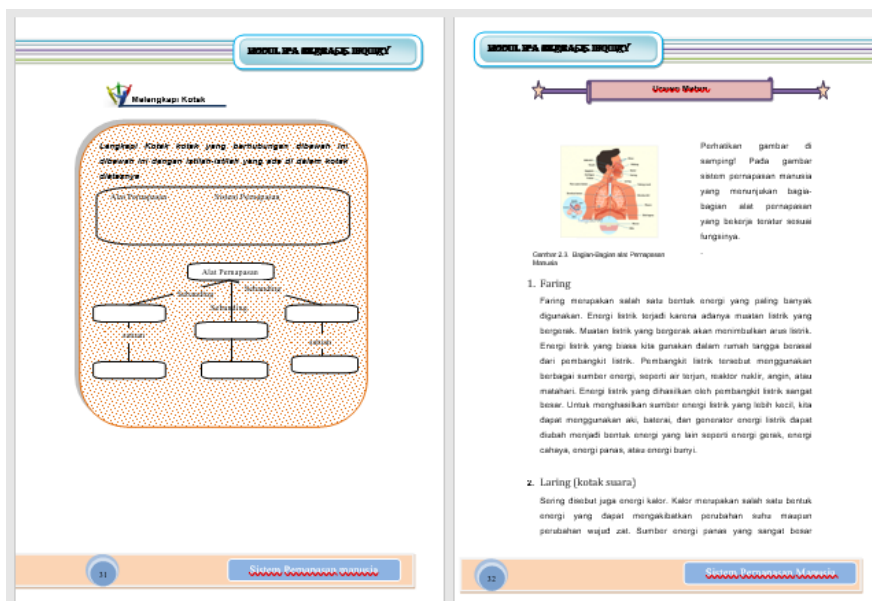 MODUL IPA BERBASIS INQUIRY
Melengkapi Kotak
Lengkapi Kotak kotak yang berhubungan dibawah ini
dibawah ini dengan istilah-istilah yang ada di dalam kotak
diatasnya
Alat Pernapasan Sistem Pernapasan
Alat Pernapasan
Sebanding Sebanding
Sebanding
satuan
satuan
31
Sistem Pernapasan manusia
MODUL IPA BERBASIS INQUIRY
Perhatikan gambar di
samping! Pada gambar
sistem pernapasan manusia
yang menunjukan bagia-
bagian alat pernapasan
yang bekerja teratur sesuai
fungsinya.
.
Gambar 2.3. Bagian-Bagian alat Pernapasan
Manusia
1. Faring
Faring merupakan salah satu bentuk energi yang paling banyak
digunakan. Energi listrik terjadi karena adanya muatan listrik yang
bergerak. Muatan listrik yang bergerak akan menimbulkan arus listrik.
Energi listrik yang biasa kita gunakan dalam rumah tangga berasal
dari pembangkit listrik. Pembangkit listrik tersebut menggunakan
berbagai sumber energi, seperti air terjun, reaktor nuklir, angin, atau
matahari. Energi listrik yang dihasilkan oleh pembangkit listrik sangat
besar. Untuk menghasilkan sumber energi listrik yang lebih kecil, kita
dapat menggunakan aki, baterai, dan generator energi listrik dapat
diubah menjadi bentuk energi yang lain seperti energi gerak, energi
cahaya, energi panas, atau energi bunyi.
2. Laring (kotak suara)
Sering disebut juga energi kalor. Kalor merupakan salah satu bentuk
energi yang dapat mengakibatkan perubahan suhu maupun
perubahan wujud zat. Sumber energi panas yang sangat besar
32
Sistem Pernapasan Manusia